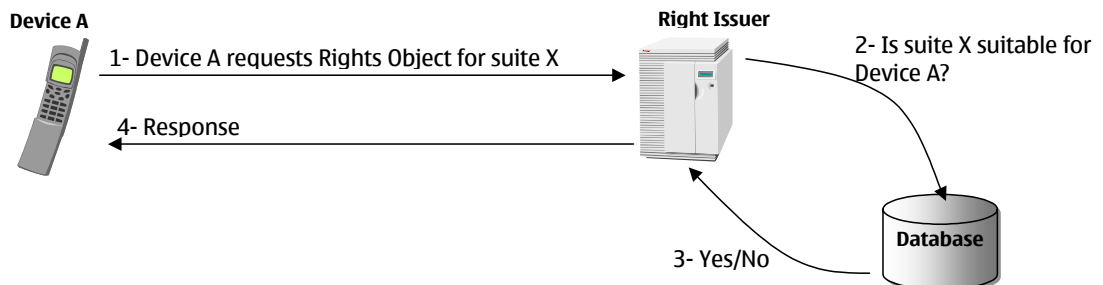 Device A
Right Issuer
1- Device A requests Rights Object for suite X
2- Is suite X suitable for
Device A?
4- Response
3- Yes/No
Database